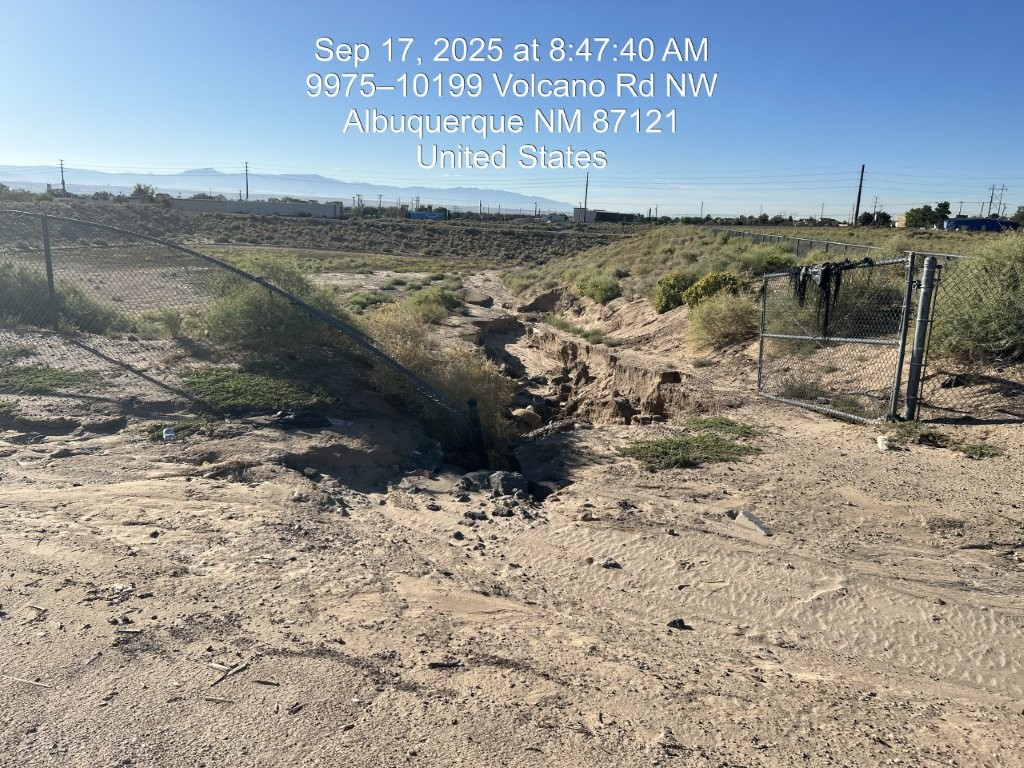 Sep 17, 2025 at 8:47:40 AM
9975–10199 Volcano Rd NW
Albuquerque NM 87121
United States